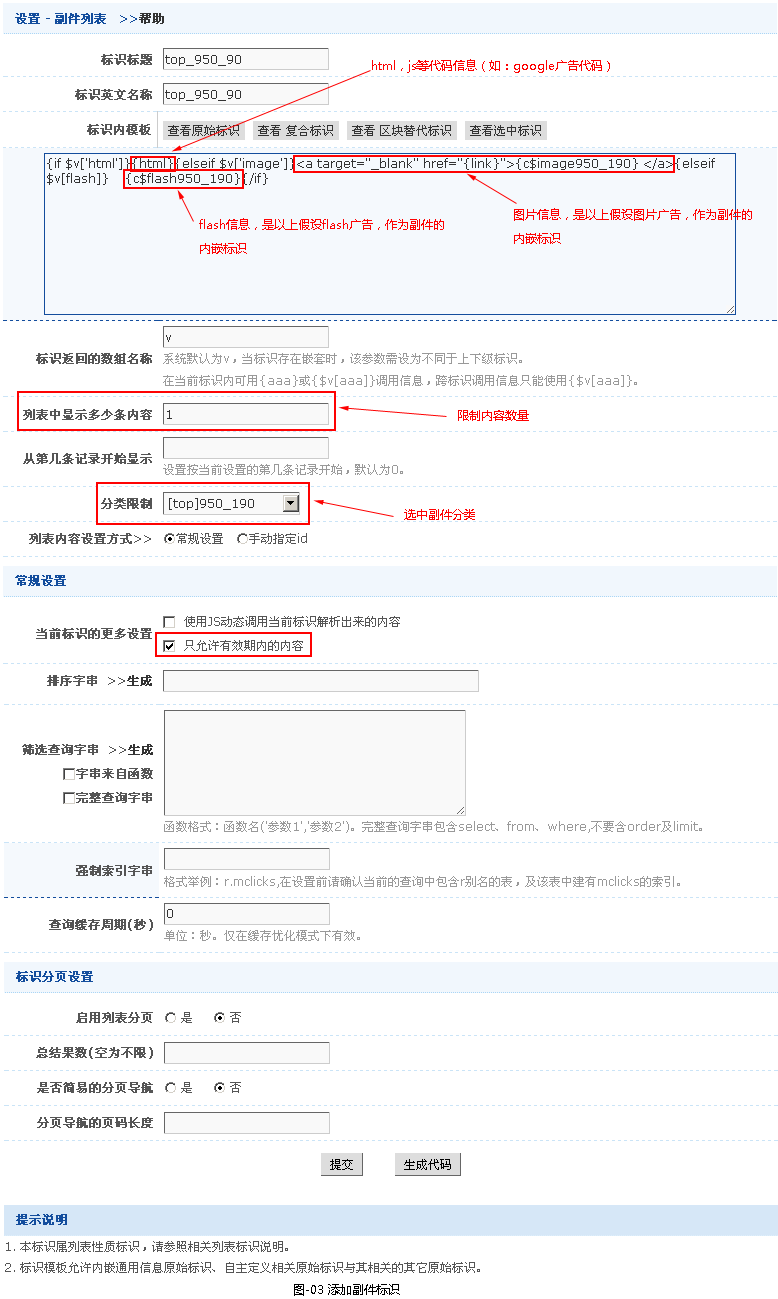 设置 - 副件列表 >>帮助
标识标题 top_950_90
html，js等代码信息（如：google广告代码）
标识英文名称 top_950_90
标识内模板 查看原始标识 查看 复合标识 查看 区块替代标识 查看选中标识
{if $v['html']}{html}{elseif $v['image']}<a target="_blank" href="{link}">{c$image950_190} </a>{elseif
$v[flash]} {c$flash950_190}{/if}
flash信息，是以上假设flash广告，作为副件的
内嵌标识
图片信息，是以上假设图片广告，作为副件的
内嵌标识
标识返回的数组名称 v
系统默认为v，当标识存在嵌套时，该参数需设为不同于上下级标识。
在当前标识内可用{aaa}或{$v[aaa]}调用信息，跨标识调用信息只能使用{$v[aaa]}。
列表中显示多少条内容 1 限制内容数量
从第几条记录开始显示
设置按当前设置的第几条记录开始，默认为0。
分类限制 [top]950_190 选中副件分类
列表内容设置方式>> 常规设置 手动指定id
常规设置
当前标识的更多设置 使用JS动态调用当前标识解析出来的内容
只允许有效期内的内容
排序字串 >>生成
筛选查询字串 >>生成
字串来自函数
完整查询字串
函数格式：函数名('参数1','参数2')。完整查询字串包含select、from、where,不要含order及limit。
强制索引字串
格式举例：r.mclicks,在设置前请确认当前的查询中包含r别名的表，及该表中建有mclicks的索引。
查询缓存周期(秒) 0
单位：秒。仅在缓存优化模式下有效。
标识分页设置
启用列表分页 是 否
总结果数(空为不限)
是否简易的分页导航 是 否
分页导航的页码长度
提交 生成代码
提示说明
1. 本标识属列表性质标识，请参照相关列表标识说明。
2. 标识模板允许内嵌通用信息原始标识、自主定义相关原始标识与其相关的其它原始标识。
图-03 添加副件标识